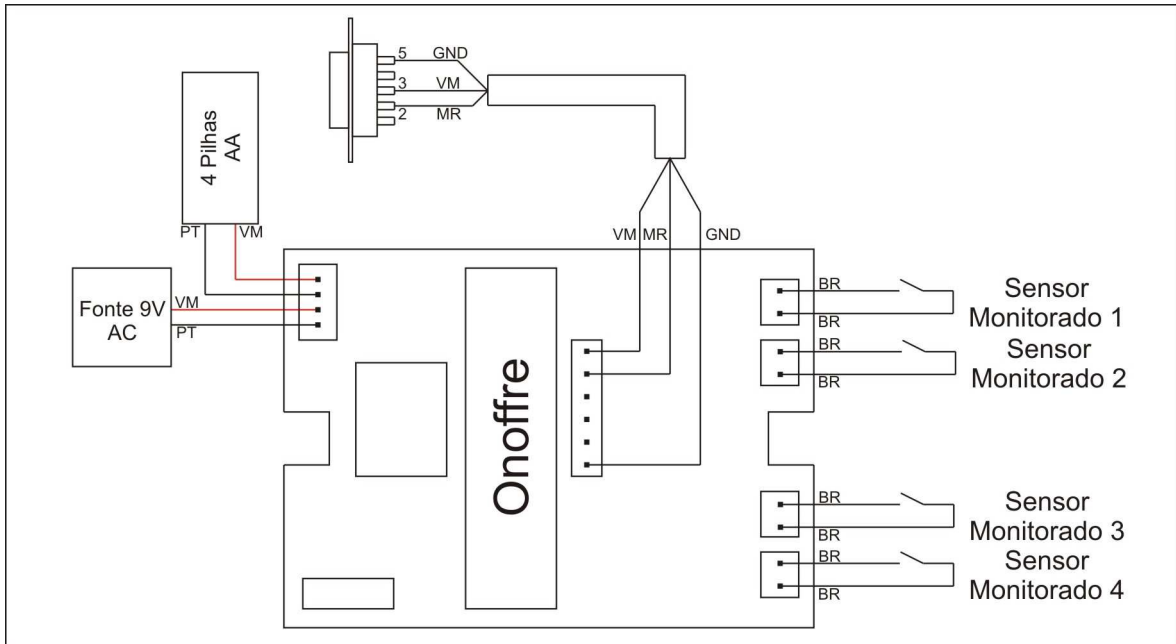 5 GND
3 VM
2 MR
4 Pilhas
AA
PT VM
Fonte 9V
AC
VM
PT
VM MR GND
Onoffre
BR
BR
Sensor
Monitorado 1
BR
BR
Sensor
Monitorado 2
BR
BR
Sensor
Monitorado 3
BR
BR
Sensor
Monitorado 4